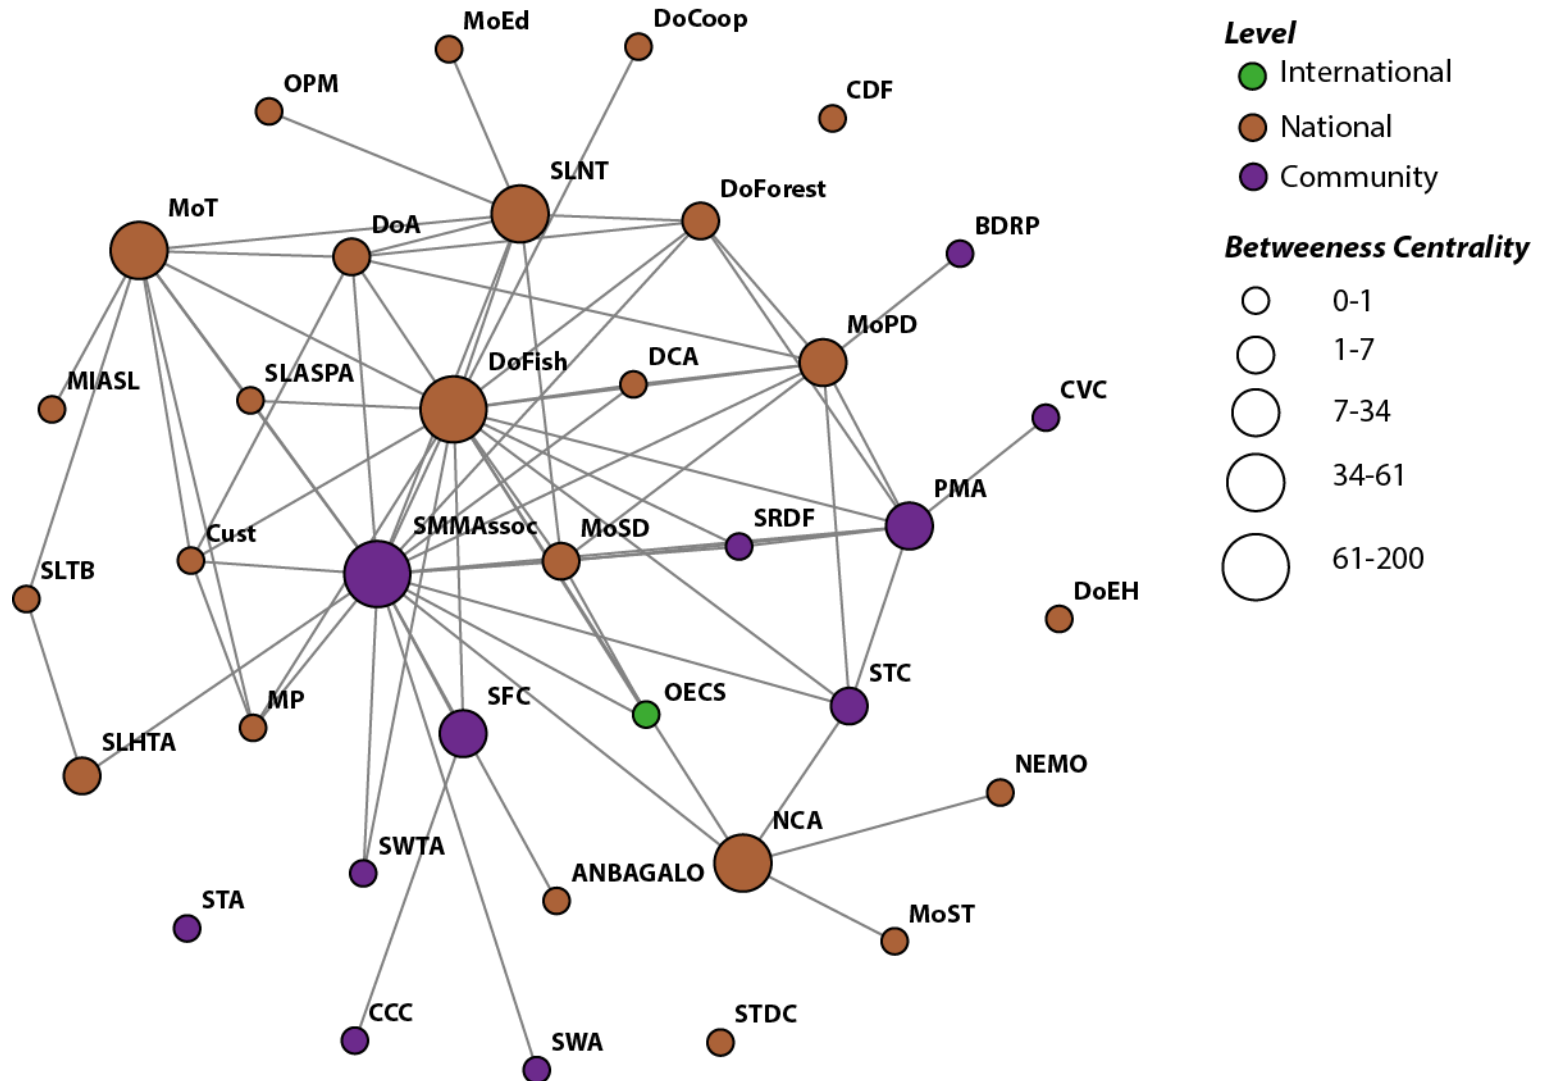 MoEd
DoCoop
OPM
CDF
SLNT
DoForest
MoT
DoA
BDRP
MoPD
DoFish
DCA
SLASPA
MIASL
CVC
PMA
SRDF
SMMAssoc
MoSD
Cust
SLTB
DoEH
STC
OECS
SFC
MP
SLHTA
NEMO
NCA
SWTA
ANBAGALO
STA
MoST
CCC
STDC
SWA
Level
International
National
Community
Betweeness Centrality
0-1
1-7
7-34
34-61
61-200